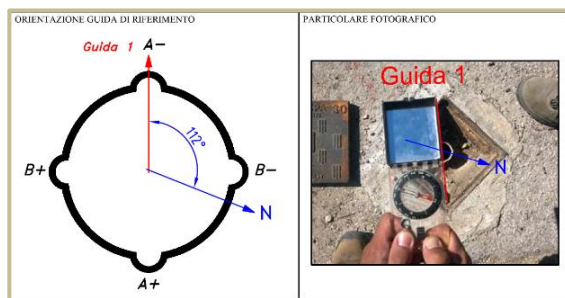 ORIENTAZIONE GUIDA DI RIFERIMENTO
Guida 1 A-
112°
B+
B-
N
A+
PARTICOLARE FOTOGRAFICO
Guida 1
N